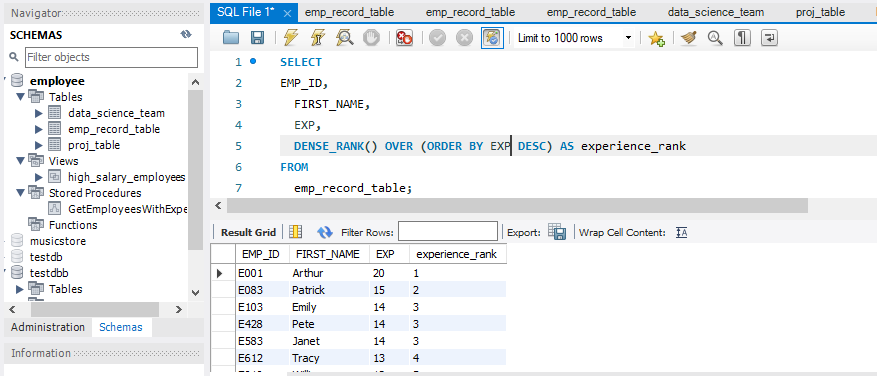 Navigator
SCHEMAS
Filter objects
employee
Tables
data_science_team
emp_record_table
proj_table
Views
high_salary_employees
Stored Procedures
GetEmployeesWithExpe
Functions
musicstore
testdb
testdbb
Tables
Administration Schemas
Information
SQL File 1* emp_record_table emp_record_table emp_record_table data_science_team proj_table
Limit to 1000 rows
1 SELECT
2 EMP_ID,
3 FIRST_NAME,
4 EXP,
5 DENSE_RANK() OVER (ORDER BY EXP DESC) AS experience_rank
6 FROM
7 emp_record_table;
Result Grid Filter Rows: Export: Wrap Cell Content: IA
EMP_ID FIRST_NAME EXP experience_rank
E001 Arthur 20 1
E083 Patrick 15 2
E103 Emily 14 3
E428 Pete 14 3
E583 Janet 14 3
E612 Tracy 13 4